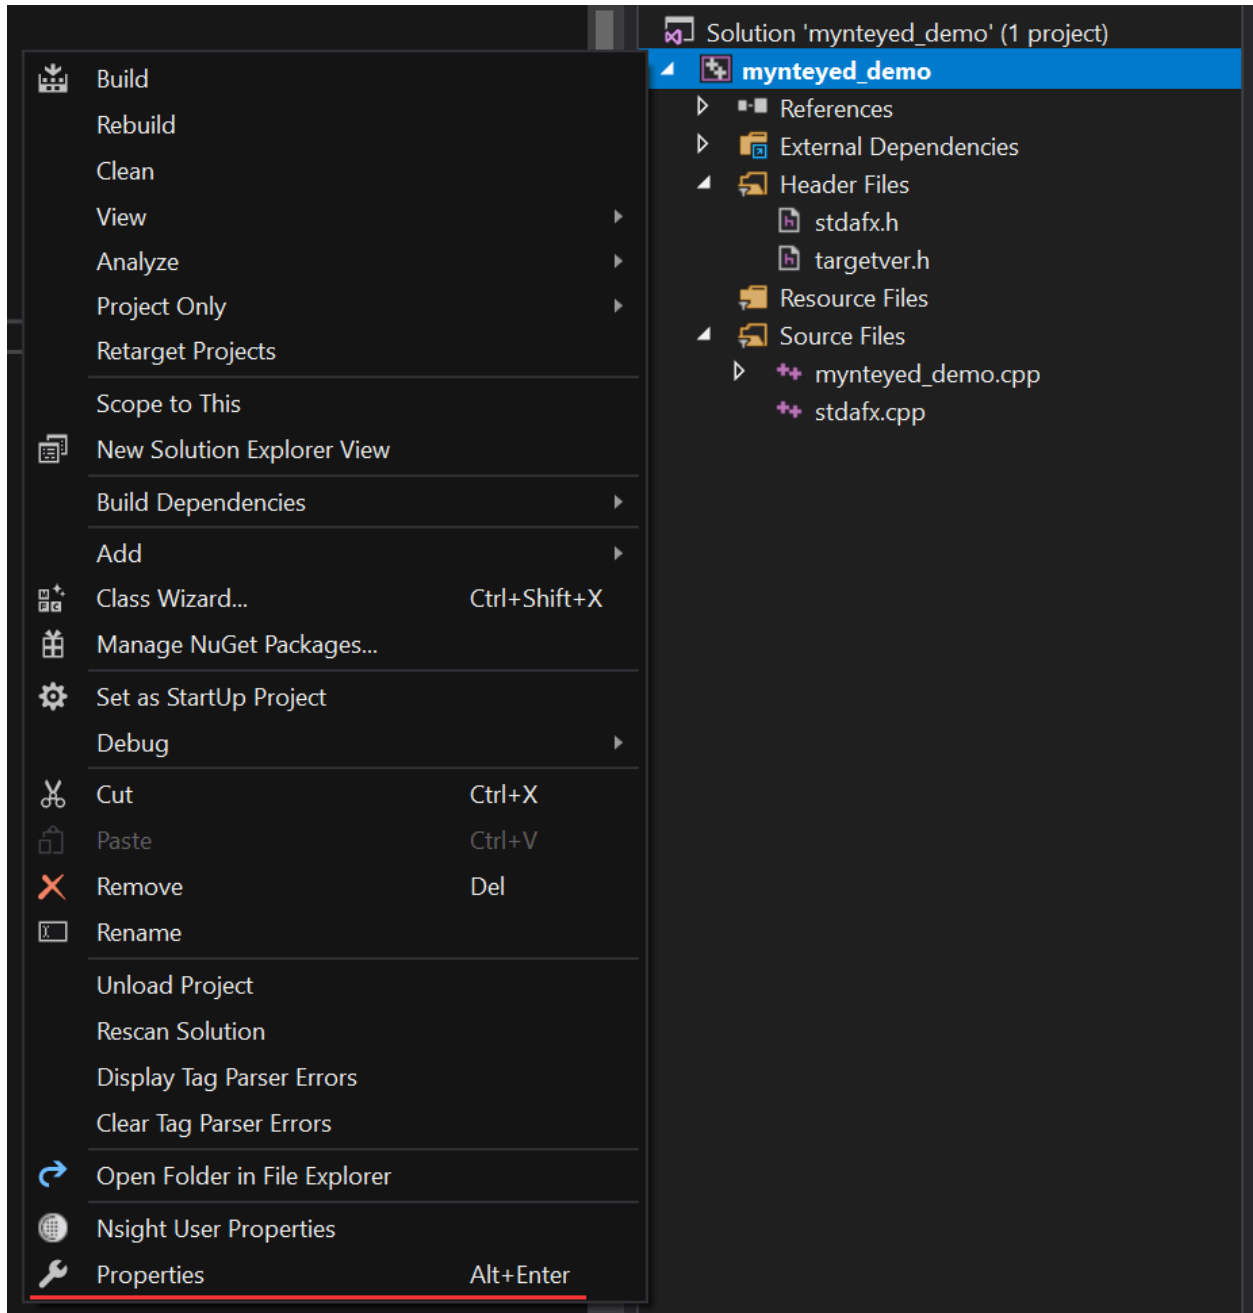 Build
Rebuild
Clean
View
Analyze
Project Only
Retarget Projects
Scope to This
New Solution Explorer View
Build Dependencies
Add
Class Wizard... Ctrl+Shift+X
Manage NuGet Packages...
Set as StartUp Project
Debug
Cut Ctrl+X
Paste Ctrl+V
Remove Del
Rename
Unload Project
Rescan Solution
Display Tag Parser Errors
Clear Tag Parser Errors
Open Folder in File Explorer
Nsight User Properties
Properties Alt+Enter
Solution 'mynteyed_demo' (1 project)
mynteyed_demo
References
External Dependencies
Header Files
stdafx.h
targetver.h
Resource Files
Source Files
mynteyed_demo.cpp
stdafx.cpp